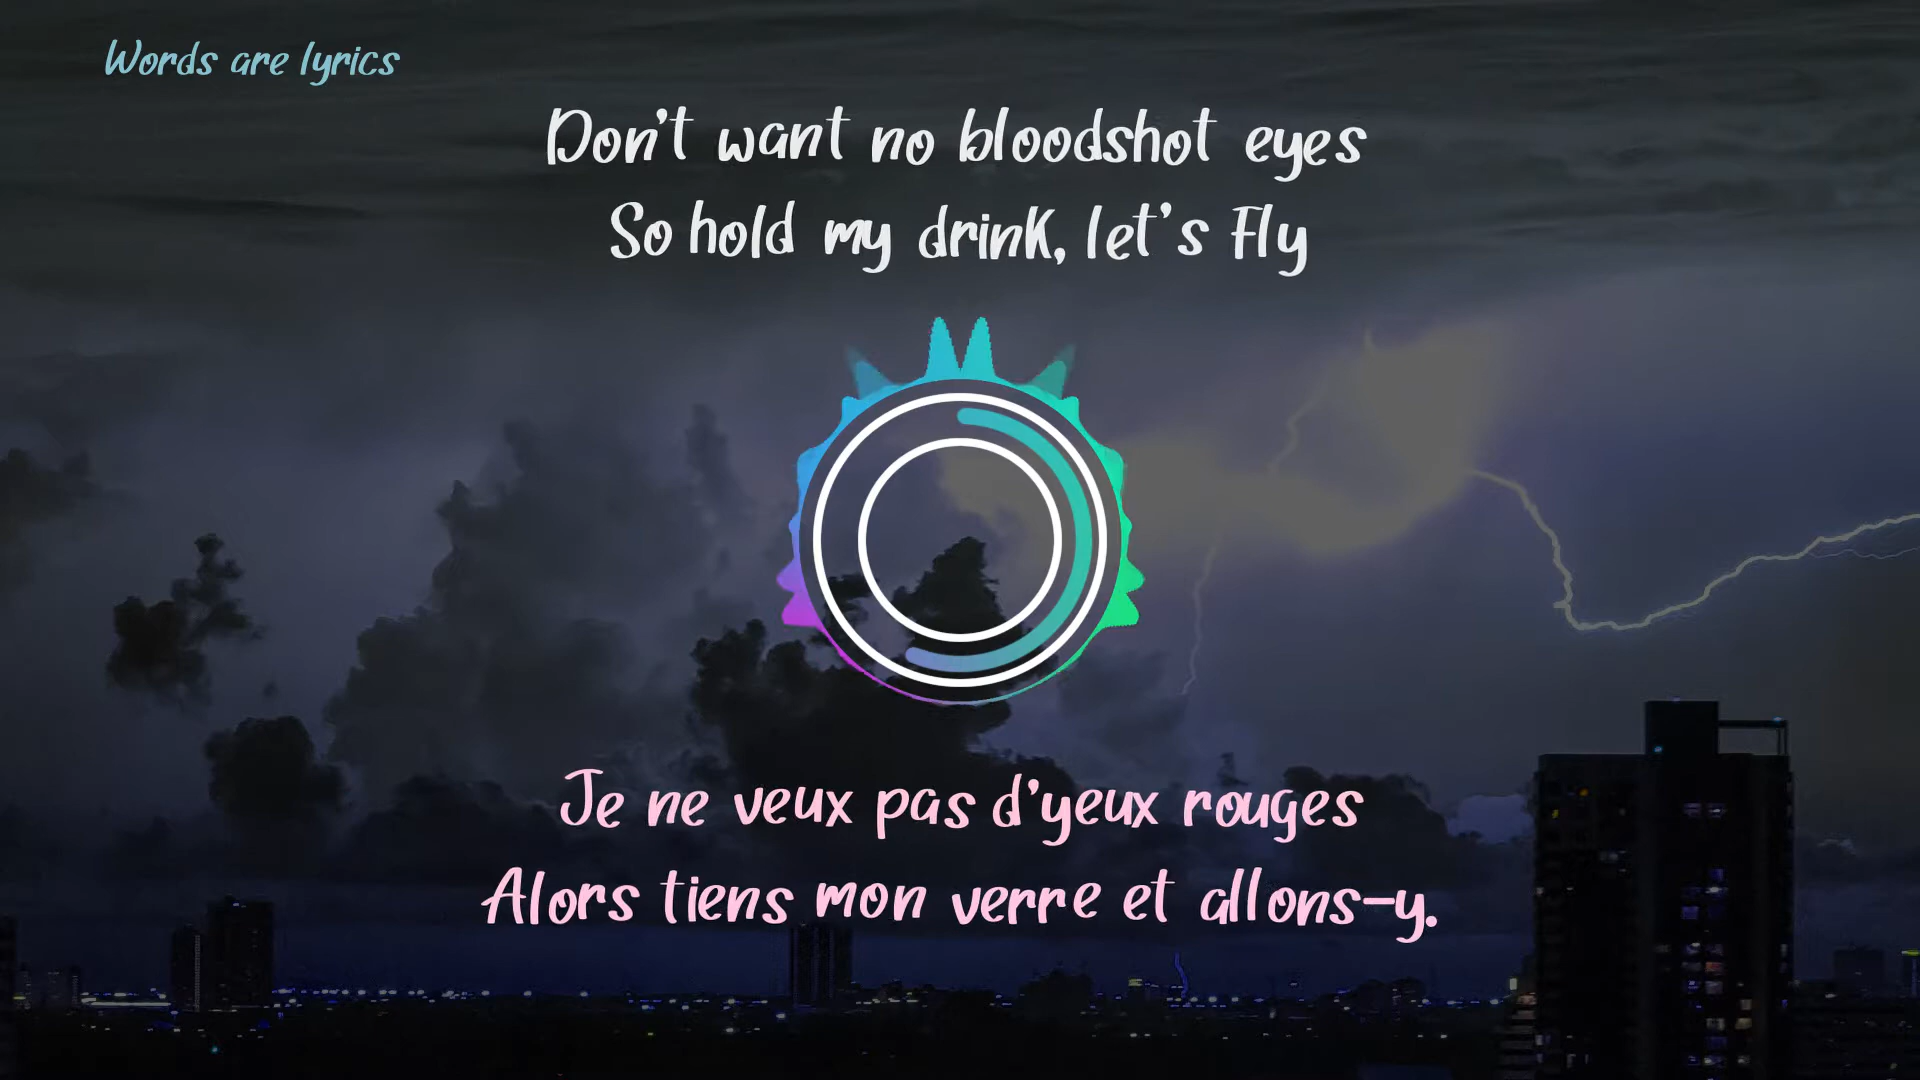 Words are lyrics
Don't want no bloodshot eyes
So hold my drink, let's Fly
Je ne veux pas d'yeux rouges
Alors tiens mon verre et allons-y.